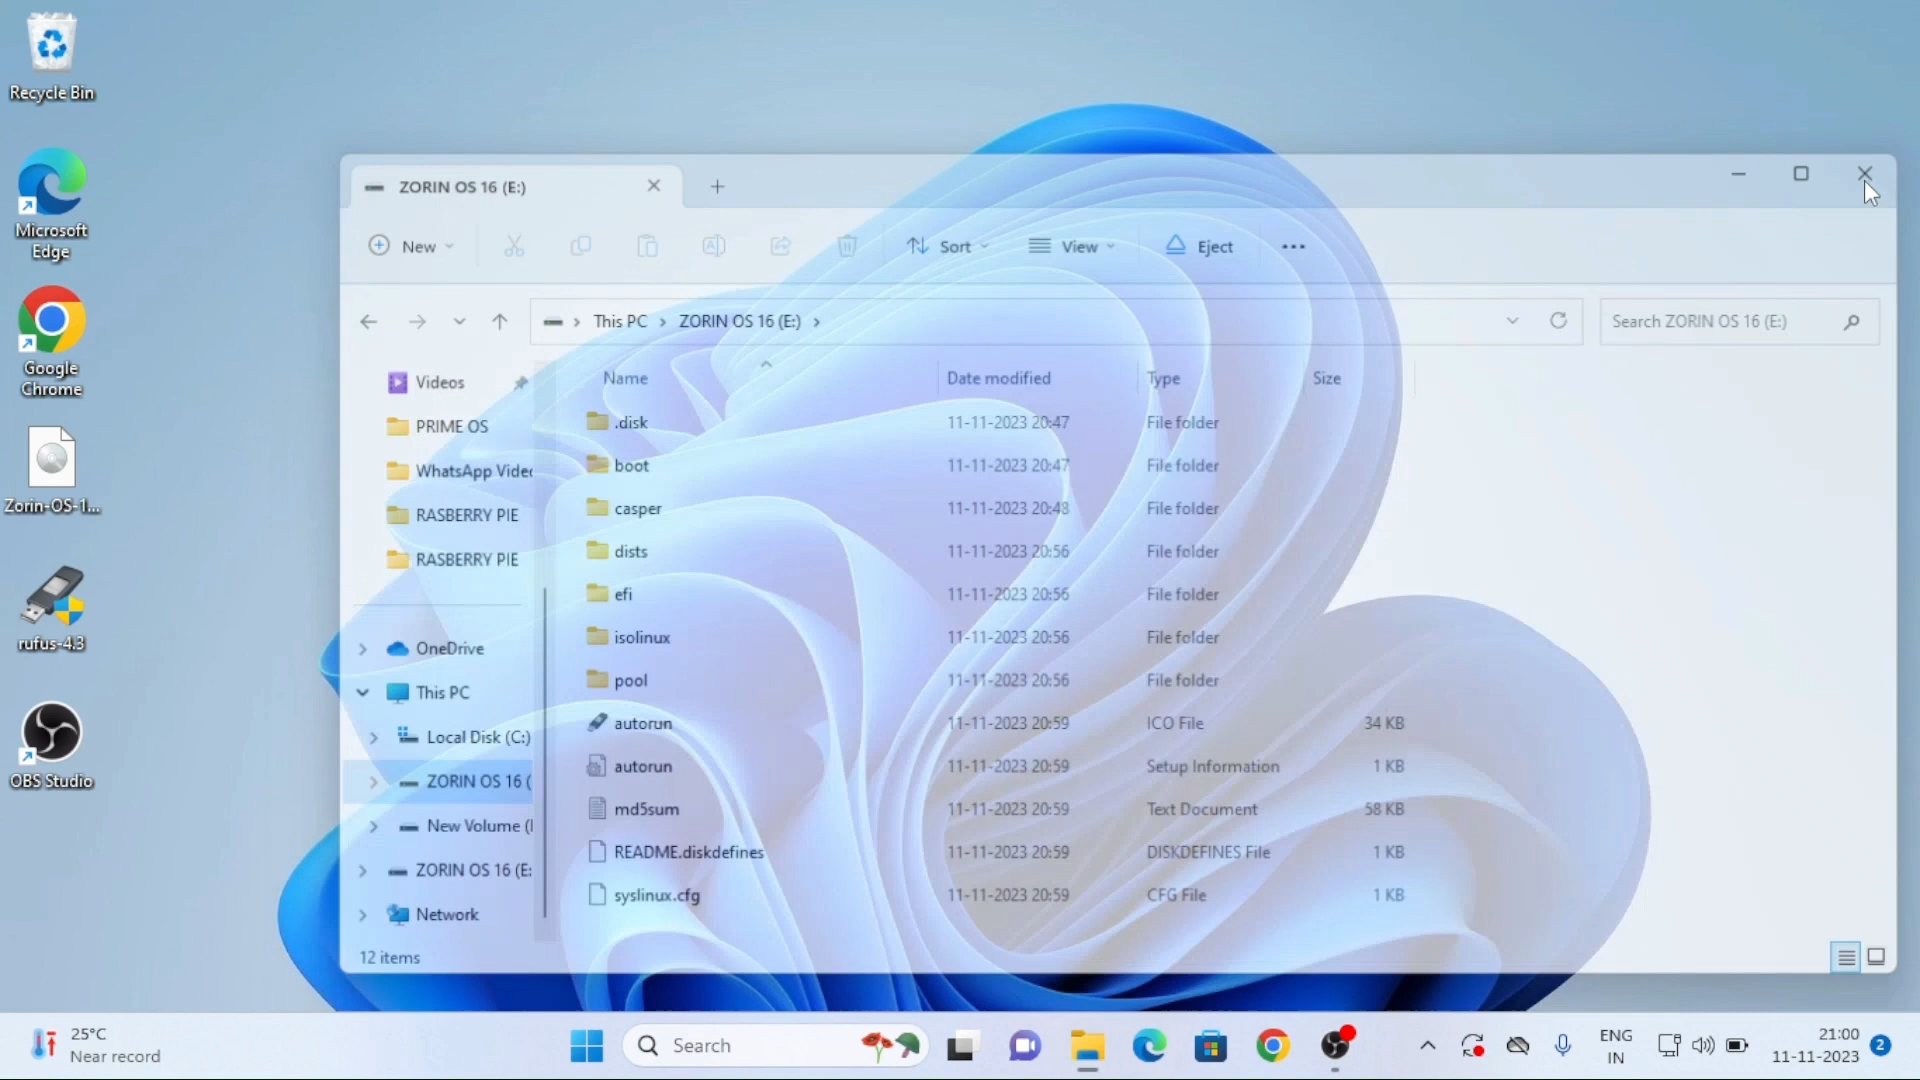 Recycle Bin
Microsoft
Edge
Google
Chrome
Zorin-OS-1...
rufus-4.3
OBS Studio
ZORIN OS 16 (E:)
New
Sort
View
Eject
This PC
ZORIN OS 16 (E:)
Search ZORIN OS 16 (E:)
Videos
PRIME OS
WhatsApp Videc
RASBERRY PIE
RASBERRY PIE
OneDrive
This PC
Local Disk (C:)
ZORIN OS 16 (
New Volume (
ZORIN OS 16 (E:
Network
Name Date modified Type Size
.disk 11-11-2023 20:47 File folder
boot 11-11-2023 20:47 File folder
casper 11-11-2023 20:48 File folder
dists 11-11-2023 20:56 File folder
efi 11-11-2023 20:56 File folder
isolinux 11-11-2023 20:56 File folder
pool 11-11-2023 20:56 File folder
autorun 11-11-2023 20:59 ICO File 34 KB
autorun 11-11-2023 20:59 Setup Information 1 KB
md5sum 11-11-2023 20:59 Text Document 58 KB
README.diskdefines 11-11-2023 20:59 DISKDEFINES File 1 KB
syslinux.cfg 11-11-2023 20:59 CFG File 1 KB
12 items
25°C
Near record
Search
ENG
IN
21:00
11-11-2023
2